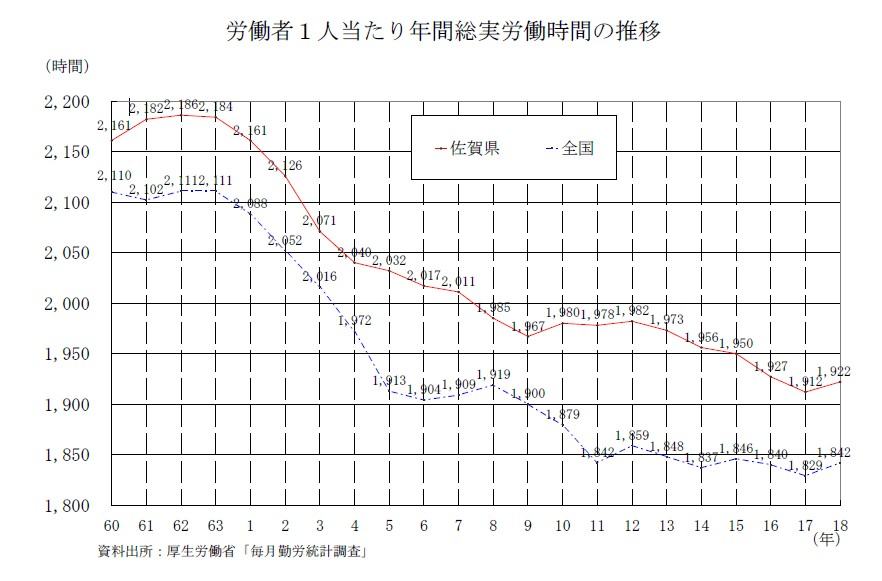 労働者１人当たり年間総実労働時間の推移
（時間）
佐賀県 全国
2,200
2,150
2,100
2,050
2,000
1,950
1,900
1,850
1,800
2,161 2,182 2,186 2,184 2,161 2,126 2,071 2,040 2,032 2,017 2,011 1,985 1,967 1,980 1,978 1,982 1,973 1,956 1,950 1,927 1,912 1,922
2,110 2,102 2,111 2,111 2,088 2,052 2,016 1,972 1,913 1,904 1,909 1,919 1,900 1,879 1,842 1,859 1,848 1,837 1,846 1,840 1,829 1,842
60 61 62 63 1 2 3 4 5 6 7 8 9 10 11 12 13 14 15 16 17 18
（年）
資料出所：厚生労働省「毎月勤労統計調査」